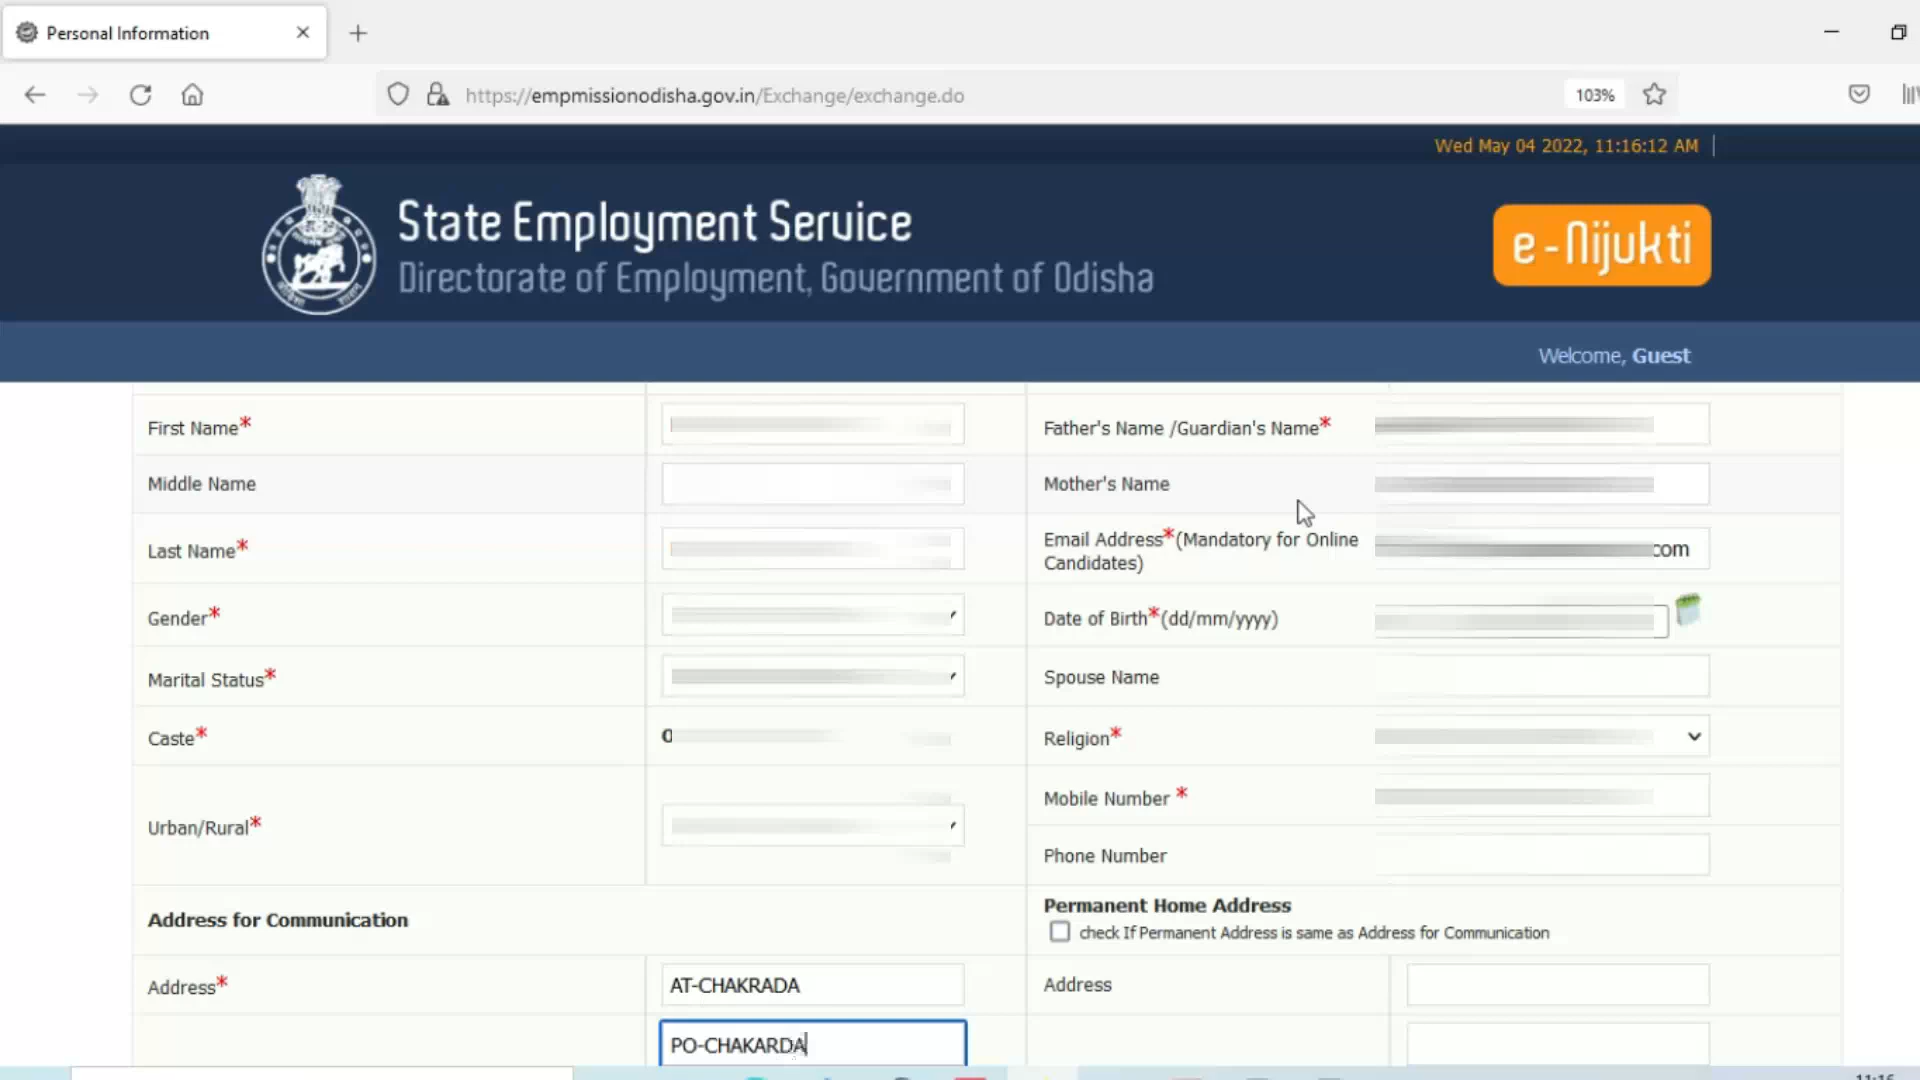 Personal Information
https://empmissionodisha.gov.in/Exchange/exchange.do
103%
Wed May 04 2022, 11:16:12 AM
State Employment Service
e-Nijukti
Directorate of Employment, Government of Odisha
Welcome, Guest
First Name*
Father's Name /Guardian's Name*
Middle Name
Mother's Name
Last Name*
Email Address*(Mandatory for Online
Candidates)
com
Gender*
Date of Birth*(dd/mm/yyyy)
Marital Status*
Spouse Name
Caste*
Religion*
Urban/Rural*
Mobile Number *
Phone Number
Address for Communication
Permanent Home Address
check If Permanent Address is same as Address for Communication
Address*
AT-CHAKRADA
Address
PO-CHAKARDA